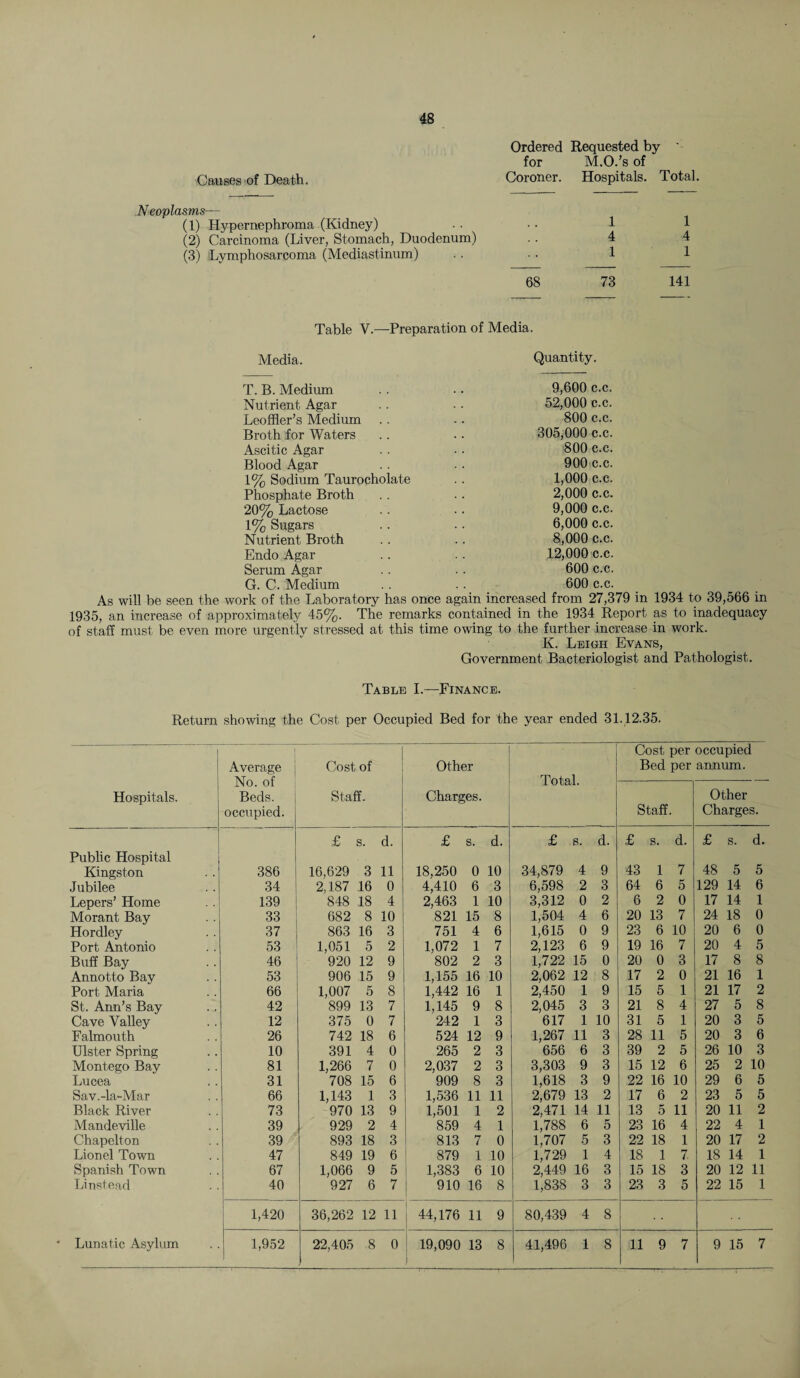 48
Causes of Death. Ordered for Coroner. Requested by M.O.'s of Hospitals. Total.
Neoplasms—
(1) Hypernephroma (Kidney) . . . . 1 1
(2) Carcinoma (Liver, Stomach, Duodenum) . . 4 4
(3) Lymphosarcoma (Mediastinum) . . . . 1 1
68 73 141
Table V.—Preparation of Media.
Media. Quantity.
T. B. Medium . . . . 9,600 c.c.
Nutrient Agar . . . . 52,000 c.c.
Leoffler's Medium . . . . 800 c.c.
Broth for Waters . . . . 305,000 c.c.
Ascitic Agar . . . . 800 c.c.
Blood Agar . . . . 900 c.c.
1% Sodium Taurocholate . . 1,000 c.c.
Phosphate Broth . . . . 2,000 c.c.
20% Lactose . . . . 9,000 c.c.
1% Sugars . . . . 6,000 c.c.
Nutrient Broth . . . . 8,000 c.c.
Endo Agar . . . . 12,000 c.c.
Serum Agar . . . . 600 c.c.
G. C. Medium . . . . 600 c.c.
As will be seen the work of the Laboratory has once again increased from 27,379 in 1934 to 39,566 in
1935, an increase of approximately 45%. The remarks contained in the 1934 Report as to inadequacy
of staff must be even more urgently stressed at this time owing to the further increase in work.
K. Leigh Evans,
Government Bacteriologist and Pathologist.
Table I.—Finance.
Return showing the Cost per Occupied Bed for the year ended 31.12.35.
Hospitals. Average No. of Beds. occupied. Cost of Staff. Other Charges. Total. Cost per occupied Bed per annum. Staff. Other Charges.
£ s. d. £ s. d. £ s. d. £ s. d. £ s. d.
Public Hospital
Kingston . . 386 16,629 3 11 18,250 0 10 34,879 4 9 43 1 7 48 5 5
Jubilee . . 34 2,187 16 0 4,410 6 3 6,598 2 3 64 6 5 129 14 6
Lepers' Home . . 139 848 18 4 2,463 1 10 3,312 0 2 6 2 0 17 14 1
Morant Bay . . 33 682 8 10 821 15 8 1,504 4 6 20 13 7 24 18 0
Hordley . . 37 863 16 3 751 4 6 1,615 0 9 23 6 10 20 6 0
Port Antonio . . 53 1,051 5 2 1,072 1 7 2,123 6 9 19 16 7 20 4 5
Buff Bay . . 46 920 12 9 802 2 3 1,722 15 0 20 0 3 17 8 8
Annotto Bay . . 53 906 15 9 1,155 16 10 2,062 12 8 17 2 0 21 16 1
Port Maria . . 66 1,007 5 8 1,442 16 1 2,450 1 9 15 5 1 21 17 2
St. Ann's Bay . . 42 899 13 7 1,145 9 8 2,045 3 3 21 8 4 27 5 8
Cave Valley . . 12 375 0 7 242 1 3 617 1 10 31 5 1 20 3 5
Falmouth . . 26 742 18 6 524 12 9 1,267 11 3 28 11 5 20 3 6
Ulster Spring . . 10 391 4 0 265 2 3 656 6 3 39 2 5 26 10 3
Montego Bay . . 81 1,266 7 0 2,037 2 3 3,303 9 3 15 12 6 25 2 10
Lucea . . 31 708 15 6 909 8 3 1,618 3 9 22 16 10 29 6 5
Sav.-la-Mar . . 66 1,143 1 3 1,536 11 11 2,679 13 2 17 6 2 23 5 5
Black River . . 73 970 13 9 1,501 1 2 2,471 14 11 13 5 11 20 11 2
Mandeville . . 39 929 2 4 859 4 1 1,788 6 5 23 16 4 22 4 1
Chapelton . . 39 893 18 3 813 7 0 1,707 5 3 22 18 1 20 17 2
Lionel Town . . 47 849 19 6 879 1 10 1,729 1 4 18 1 7 18 14 1
Spanish Town . . 67 1,066 9 5 1,383 6 10 2,449 16 3 15 18 3 20 12 11
Linstead . . 40 927 6 7 910 16 8 1,838 3 3 23 3 5 22 15 1
1,420 36,262 12 11 44,176 11 9 80,439 4 8 . . . .
Lunatic Asylum . . 1,952 22,405 8 0 19,090 13 8 41,496 1 8 11 9 7 9 15 7